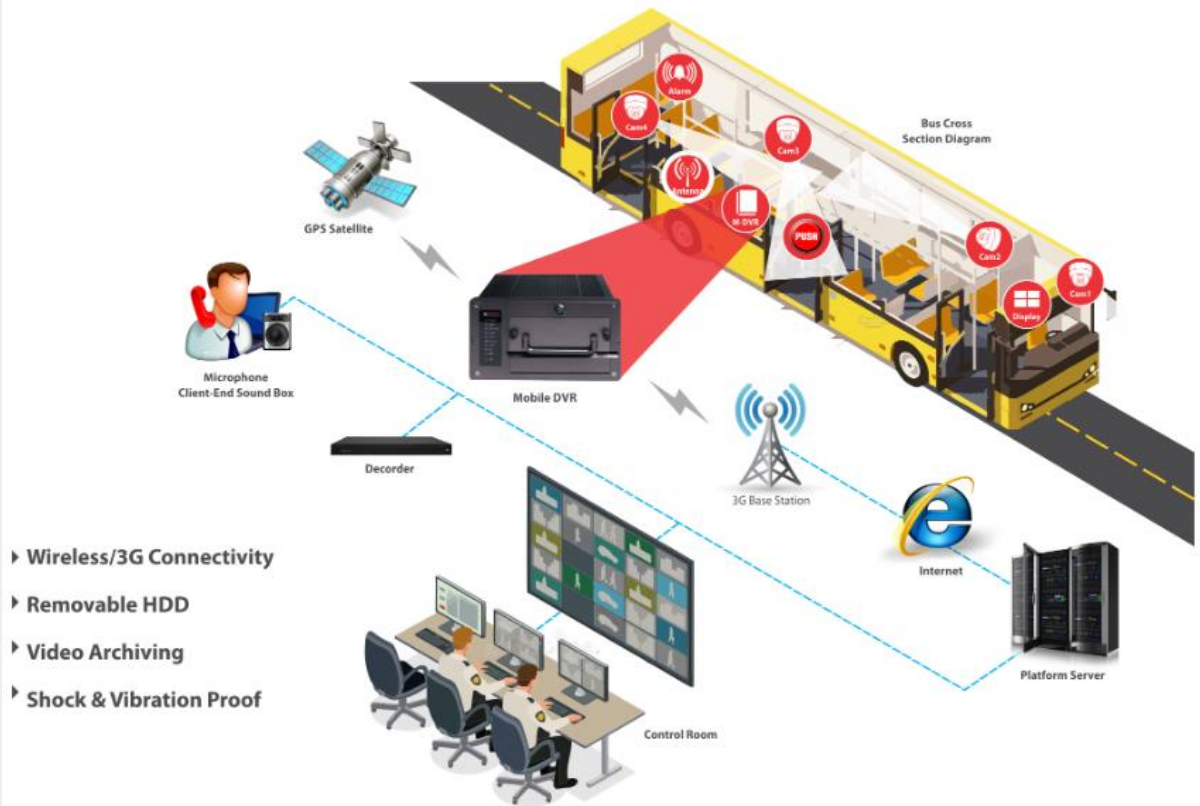 Alarm
Cam4
Cam3
Bus Cross
Section Diagram
Antenna
M-DVR
PUSH
GPS Satellite
Cam2
Cam1
Display
Microphone
Client-End Sound Box
Mobile DVR
Decorder
3G Base Station
Internet
Wireless/3G Connectivity
Removable HDD
Video Archiving
Shock & Vibration Proof
Platform Server
Control Room